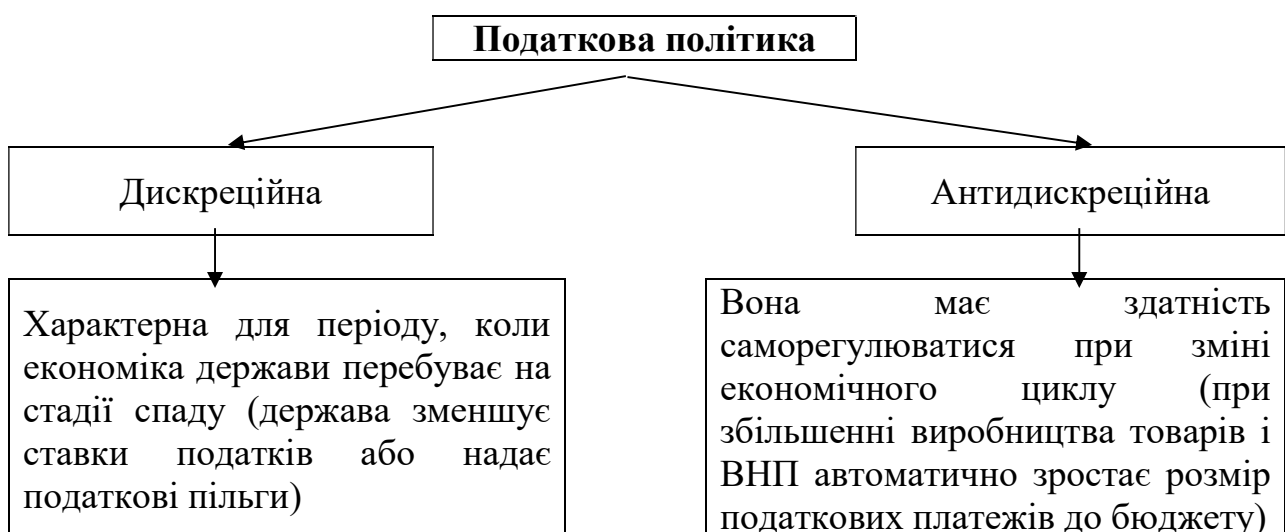 Податкова політика
Дискреційна
Антидискреційна
Характерна для періоду, коли
економіка держави перебуває на
стадії спаду (держава зменшує
ставки податків або надає
податкові пільги)
Вона має здатність
саморегулюватися при зміні
економічного циклу (при
збільшенні виробництва товарів і
ВНП автоматично зростає розмір
податкових платежів до бюджету)